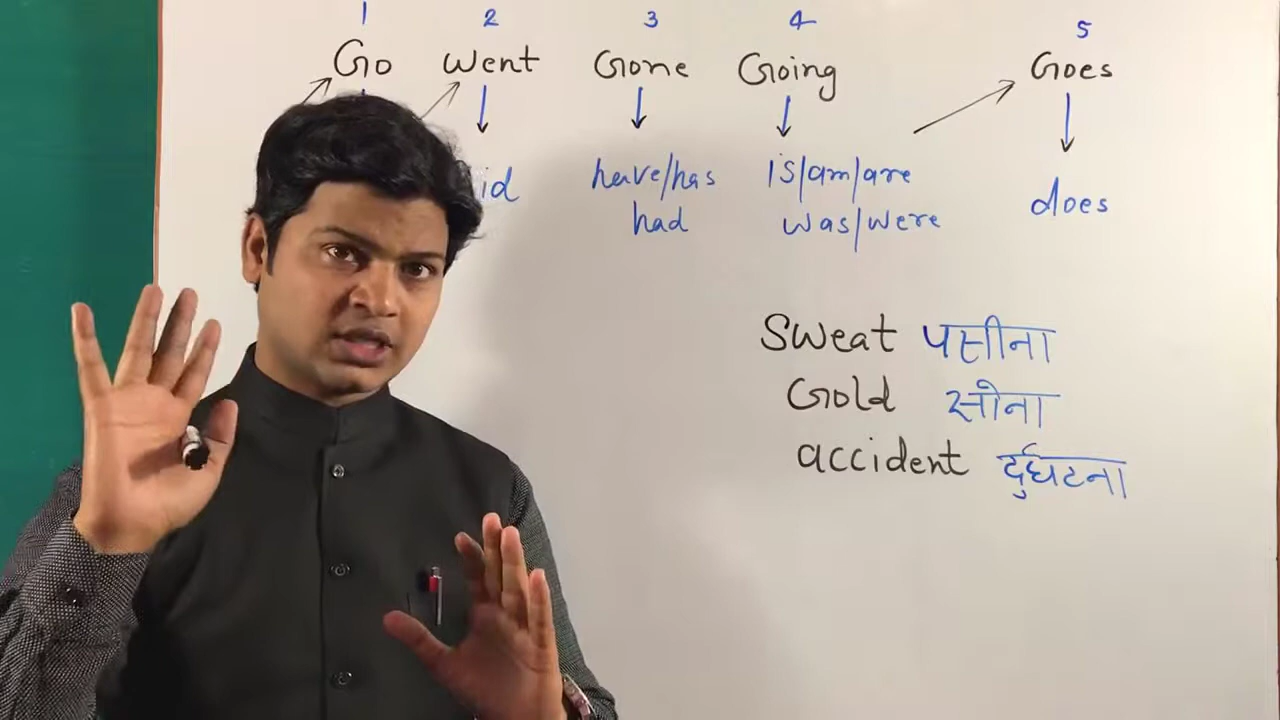 1 2 3 4 5
Go Went Gone Going Goes
have/has is/am/are does
had was/were
Sweat पसीना
Gold सोना
accident दुर्घटना